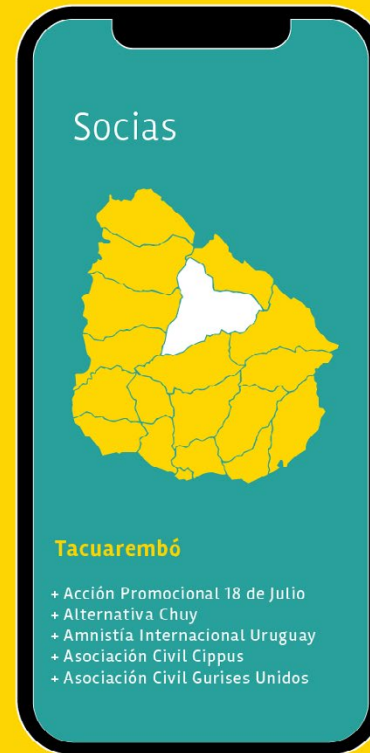 Socias
Tacuarembó
+ Acción Promocional 18 de Julio
+ Alternativa Chuy
+ Amnistía Internacional Uruguay
+ Asociación Civil Cippus
+ Asociación Civil Gurises Unidos